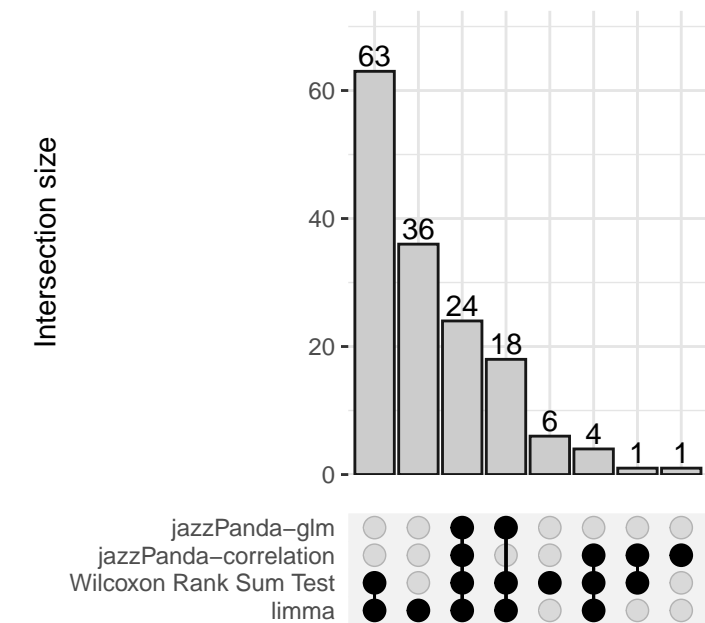 63
60
Intersection size
40
36
24
20
18
6
4
1
1
0
jazzPanda−glm
jazzPanda−correlation
Wilcoxon Rank Sum Test
limma